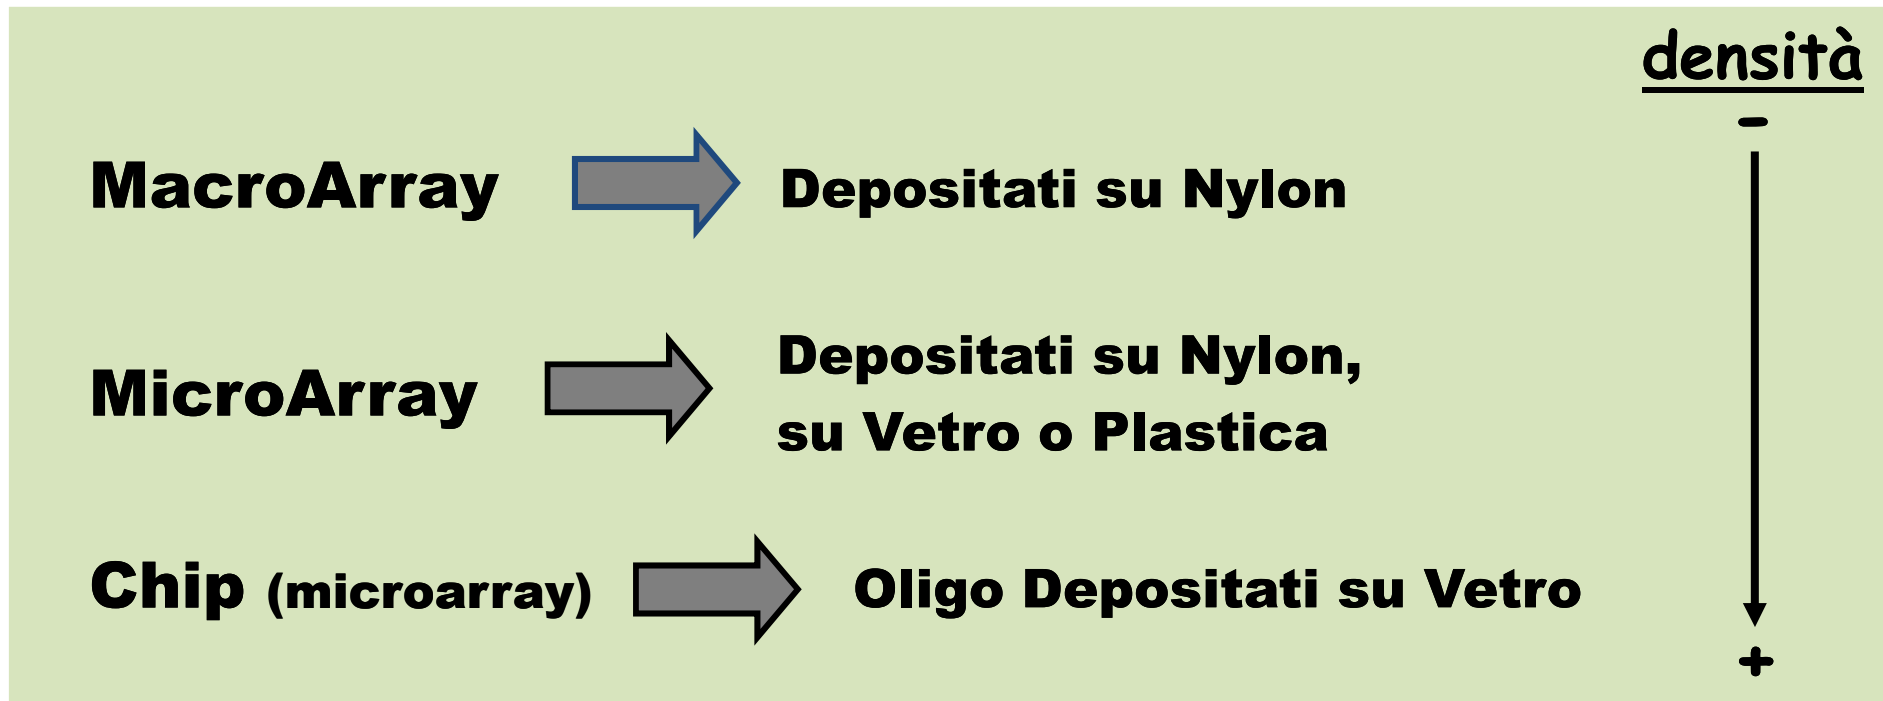 densità
-
MacroArray Depositati su Nylon
MicroArray Depositati su Nylon,
su Vetro o Plastica
Chip (microarray) Oligo Depositati su Vetro
+